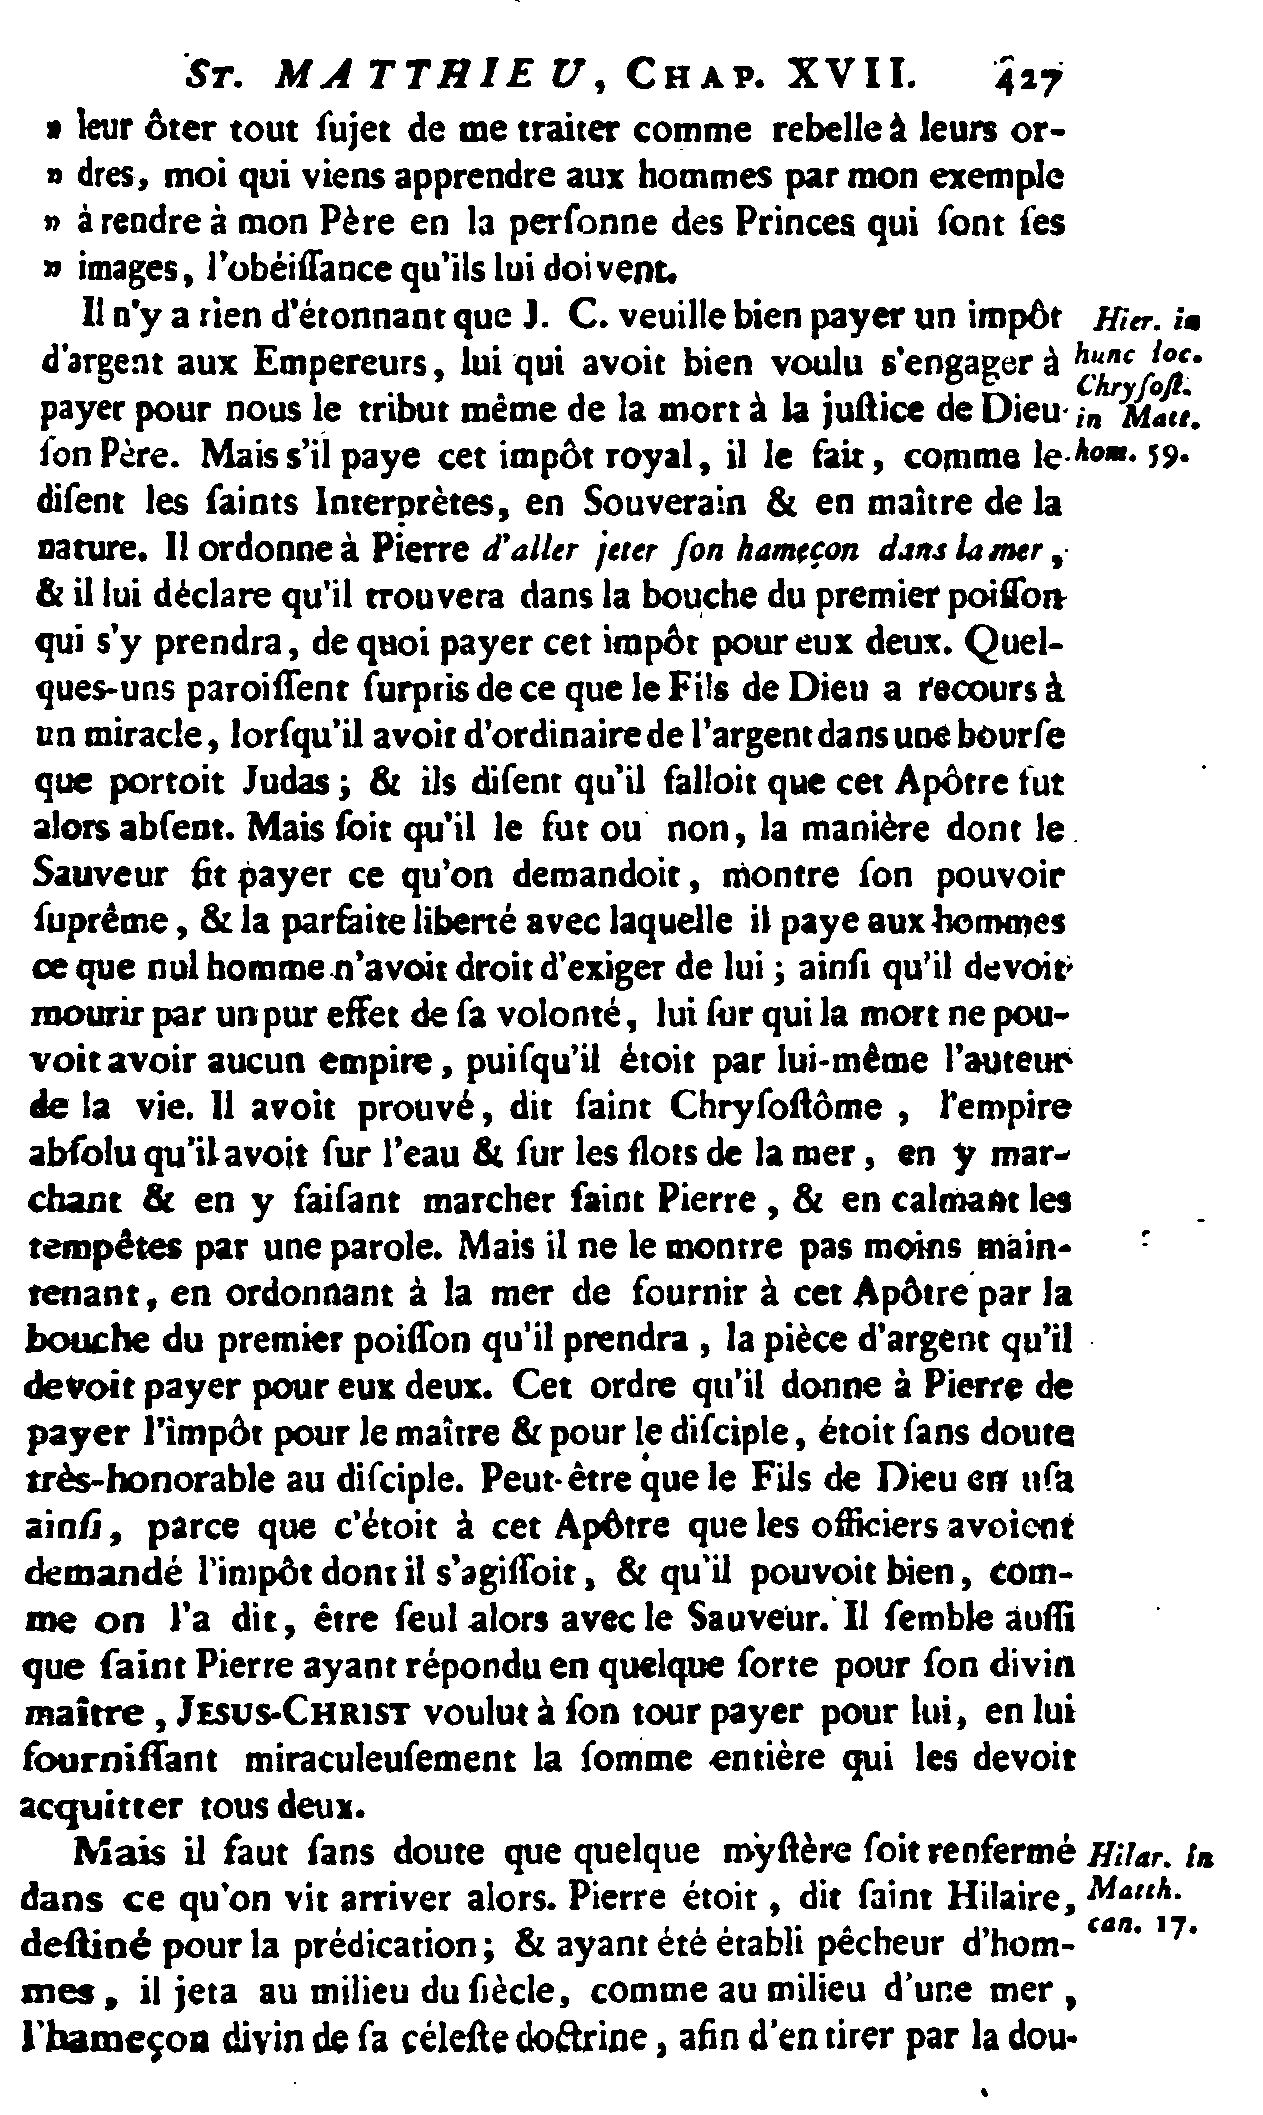 ST. MATTHIEU, CHAP. XVII. 427
» leur ôter tout ſujet de me traiter comme rebelle à leurs or-
» dres, moi qui viens apprendre aux hommes par mon exemple
» à rendre à mon Père en la perſonne des Princes qui ſont ſes
» images, l'obéiſſance qu'ils lui doivent.
Il n'y a rien d'étonnant que J. C. veuille bien payer un impôt
Hier. in
d'argent aux Empereurs, lui qui avoit bien voulu s'engager à
hunc loc.
Chryſoſt.
payer pour nous le tribut même de la mort à la juſtice de Dieu
in Matt.
ſon Père. Mais s'il paye cet impôt royal, il le fait, comme le
hom. 59.
diſent les ſaints Interprètes, en Souverain & en maître de la
nature. Il ordonne à Pierre d'aller jeter ſon hameçon dans la mer,
& il lui déclare qu'il trouvera dans la bouche du premier poiſſon
qui s'y prendra, de quoi payer cet impôt pour eux deux. Quel-
ques-uns paroiſſent ſurpris de ce que le Fils de Dieu a recours à
un miracle, lorſqu'il avoit d'ordinaire de l'argent dans une bourſe
que portoit Judas ; & ils diſent qu'il falloit que cet Apôtre fut
alors abſent. Mais ſoit qu'il le fut ou non, la manière dont le
Sauveur fit payer ce qu'on demandoit, montre ſon pouvoir
ſuprême, & la parfaite liberté avec laquelle il paye aux hommes
ce que nul homme n'avoit droit d'exiger de lui ; ainſi qu'il devoit
mourir par un pur effet de ſa volonté, lui ſur qui la mort ne pou-
voit avoir aucun empire, puiſqu'il étoit par lui-même l'auteur
de la vie. Il avoit prouvé, dit ſaint Chryſoſtôme, l'empire
abſolu qu'il avoit ſur l'eau & ſur les flots de la mer, en y mar-
chant & en y faiſant marcher ſaint Pierre, & en calmant les
tempêtes par une parole. Mais il ne le montre pas moins main-
tenant, en ordonnant à la mer de fournir à cet Apôtre par la
bouche du premier poiſſon qu'il prendra, la pièce d'argent qu'il
devoit payer pour eux deux. Cet ordre qu'il donne à Pierre de
payer l'impôt pour le maître & pour le diſciple, étoit ſans doute
très-honorable au diſciple. Peut-être que le Fils de Dieu en uſa
ainſi, parce que c'étoit à cet Apôtre que les officiers avoient
demandé l'impôt dont il s'agiſſoit, & qu'il pouvoit bien, com-
me on l'a dit, être ſeul alors avec le Sauveur. Il ſemble auſſi
que ſaint Pierre ayant répondu en quelque ſorte pour ſon divin
maître, JESUS-CHRIST voulut à ſon tour payer pour lui, en lui
fourniſſant miraculeuſement la ſomme entière qui les devoit
acquitter tous deux.
Mais il faut ſans doute que quelque myſtère ſoit renfermé
Hilar. in
dans ce qu'on vit arriver alors. Pierre étoit, dit ſaint Hilaire,
Matth.
can. 17.
deſtiné pour la prédication ; & ayant été établi pêcheur d'hom-
mes, il jeta au milieu du ſiècle, comme au milieu d'une mer,
l'hameçon divin de ſa céleſte doctrine, afin d'en tirer par la dou-